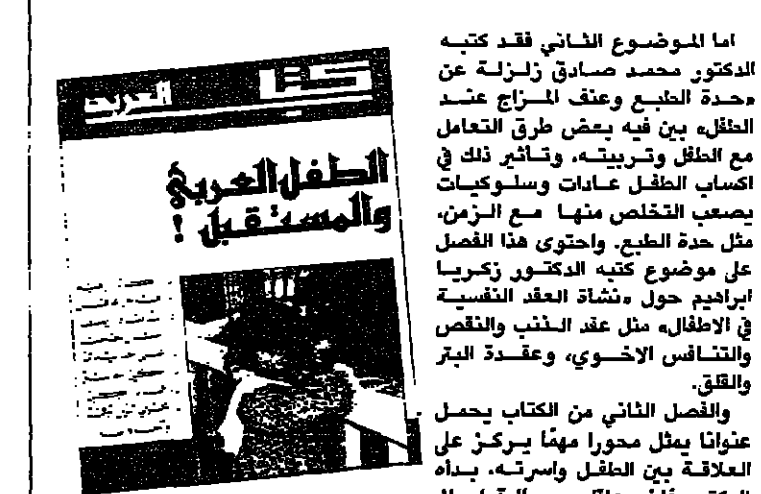 اما الموضوع الثاني فقد كتبه
الدكتور محمد صادق زلزلة عن
«حدة الطبع وعنف المزاج عند
الطفل» بين فيه بعض طرق التعامل
مع الطفل وتربيته، وتأثير ذلك في
اكساب الطفل عادات وسلوكيات
يصعب التخلص منها مع الزمن،
مثل حدة الطبع. واحتوى هذا الفصل
على موضوع كتبه الدكتور زكريا
ابراهيم حول «نشأة العقد النفسية
في الاطفال» مثل عقد الذنب والنقص
والتنافس الاخوي، وعقدة البتر
والقلق.
والفصل الثاني من الكتاب يحمل
عنوانا يمثل محورا مهمًا يركز على
العلاقة بين الطفل واسرته، بدأه
كتاب العربي
الطفل العربي
والمستقبل !